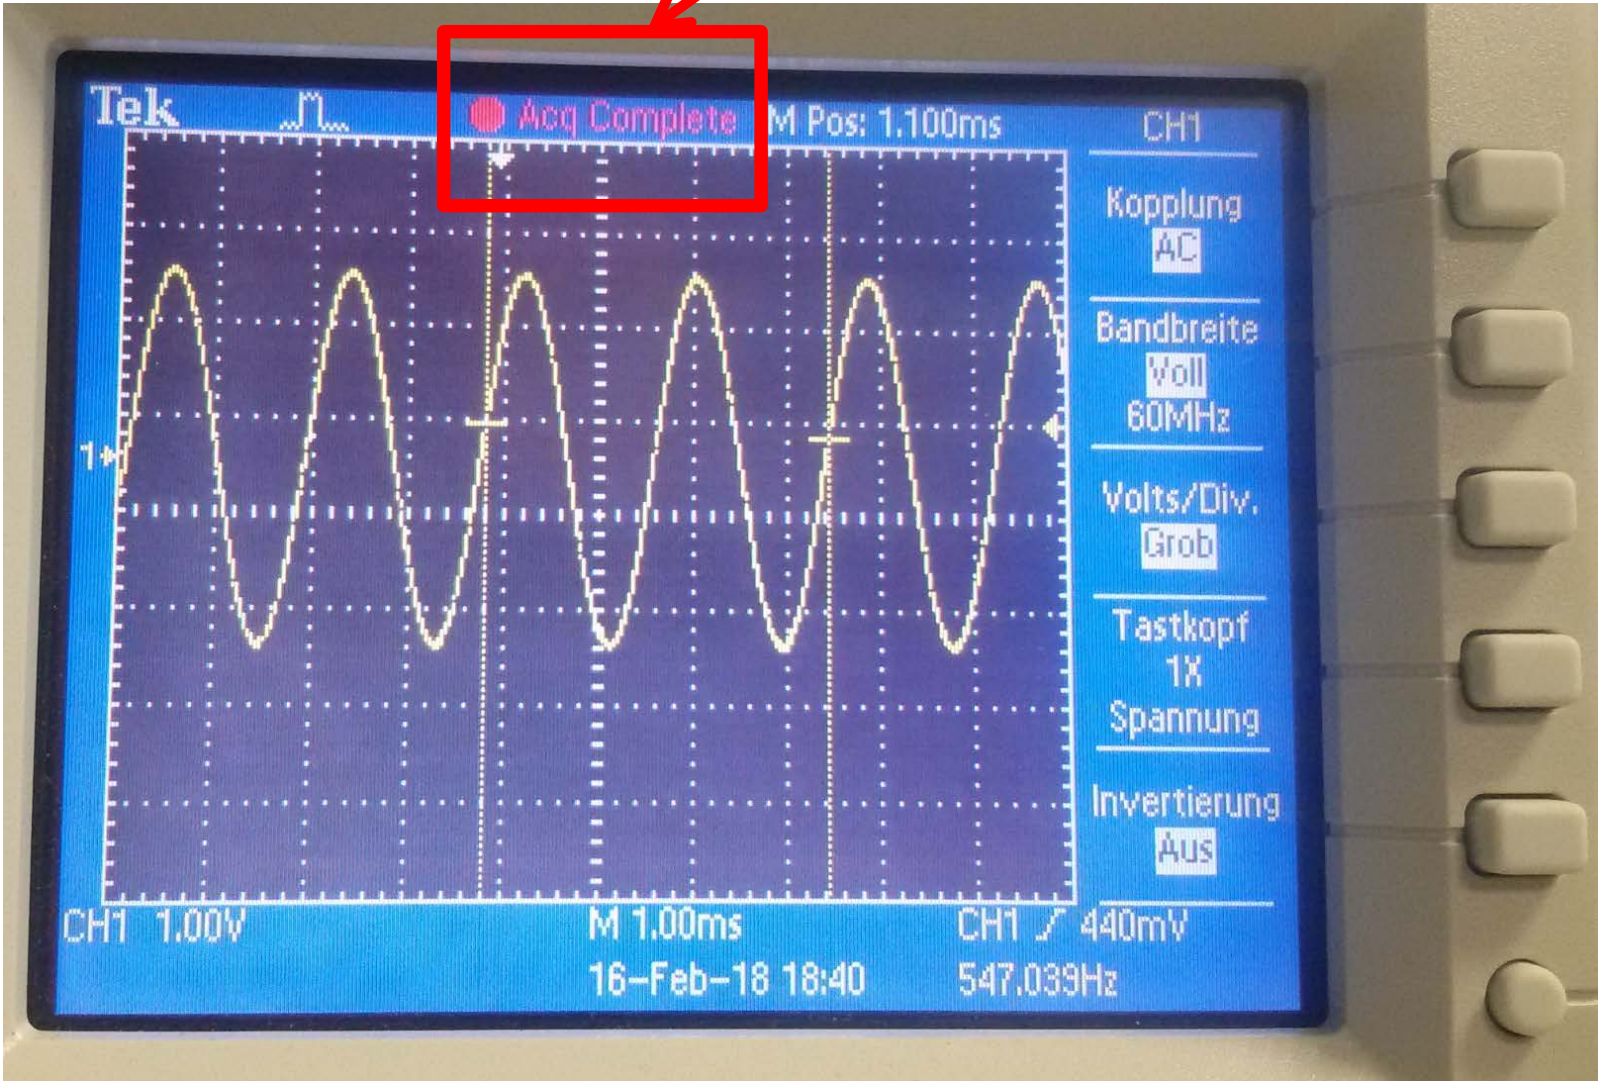 Tek Acq Complete M Pos: 1.100ms CH1
Kopplung
AC
Bandbreite
Voll
60MHz
1
Volts/Div.
Grob
Tastkopf
1X
Spannung
Invertierung
Aus
CH1 1.00V M 1.00ms CH1 440mV
16-Feb-18 18:40 547.039Hz